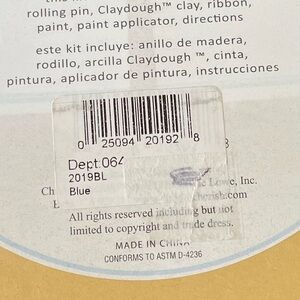 rolling pin, Claydough™ clay, ribbon,
paint, paint applicator, directions
este kit incluye: anillo de madera,
rodillo, arcilla Claydough™, cinta,
pintura, aplicador de pintura, instrucciones
0 25094 20192 8
Dept:064
2019BL
Blue
Lowe, Inc.
All rights reserved including but not
limited to copyright and trade dress.
MADE IN CHINA
CONFORMS TO ASTM D-4236